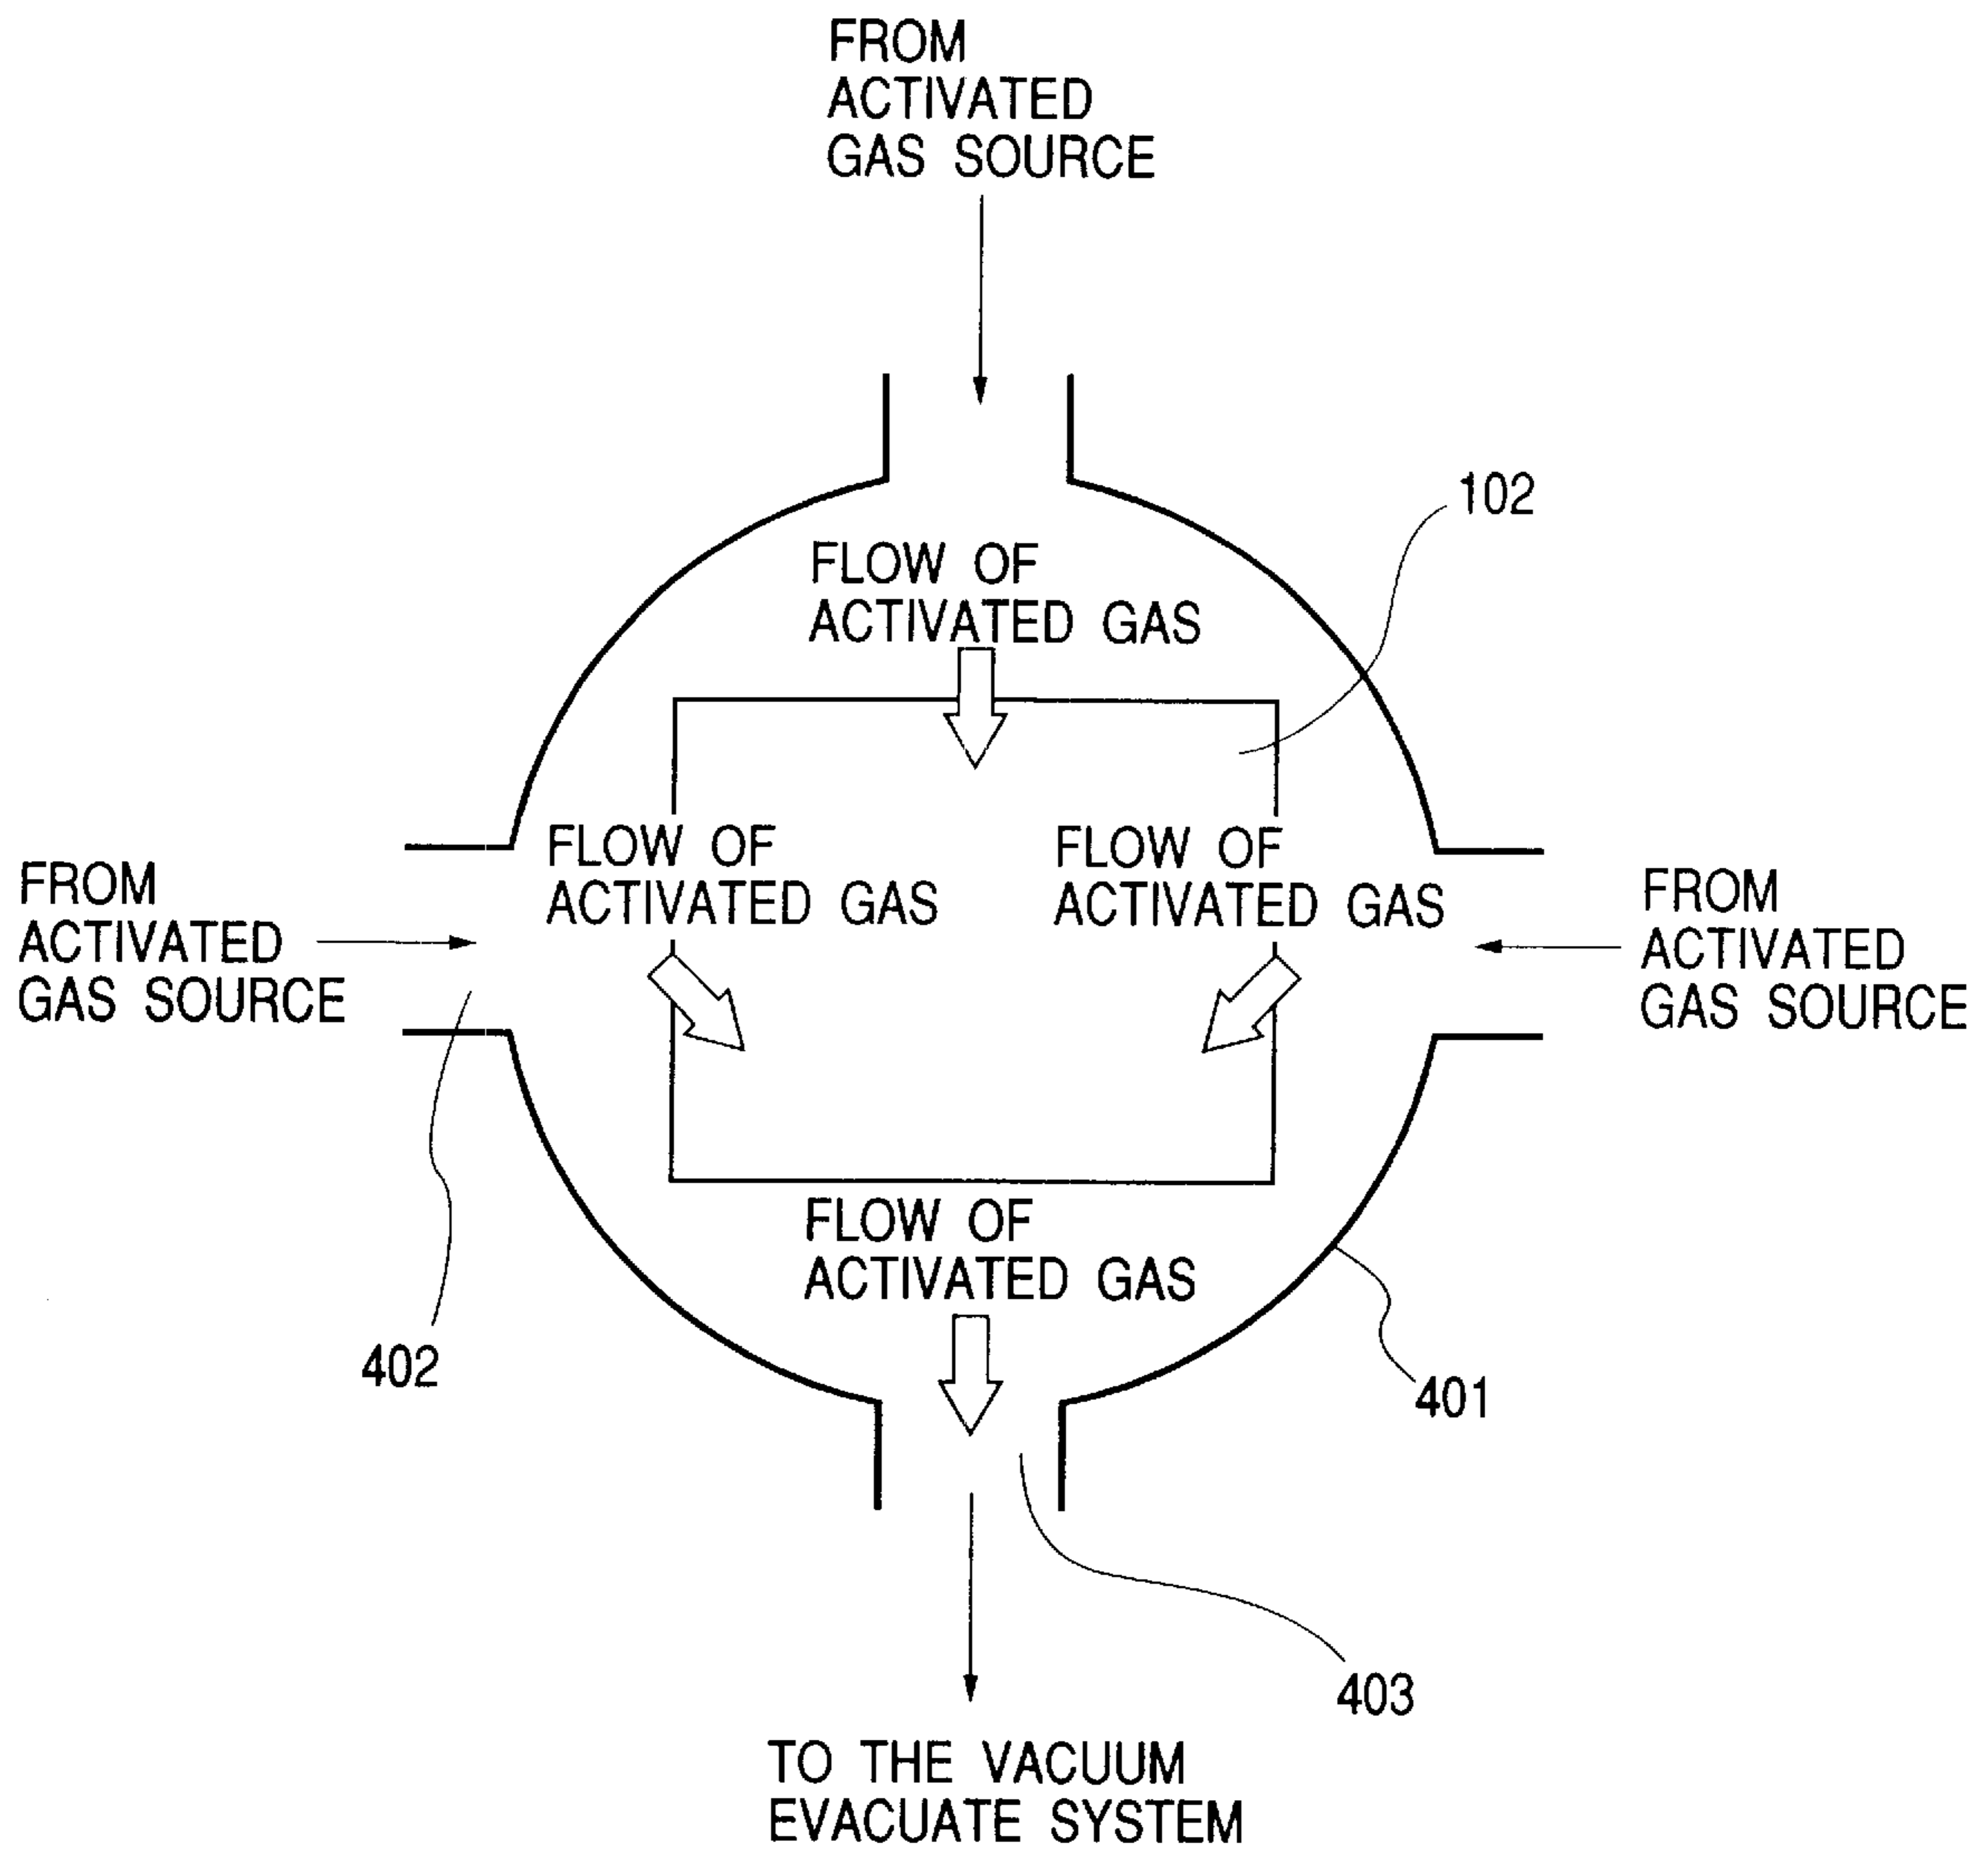 FROM
ACTIVATED
GAS SOURCE
102
FLOW OF
ACTIVATED GAS
FLOW OF
ACTIVATED GAS
FLOW OF
ACTIVATED GAS
FROM
ACTIVATED
GAS SOURCE
FROM
ACTIVATED
GAS SOURCE
FLOW OF
ACTIVATED GAS
402
401
403
TO THE VACUUM
EVACUATE SYSTEM